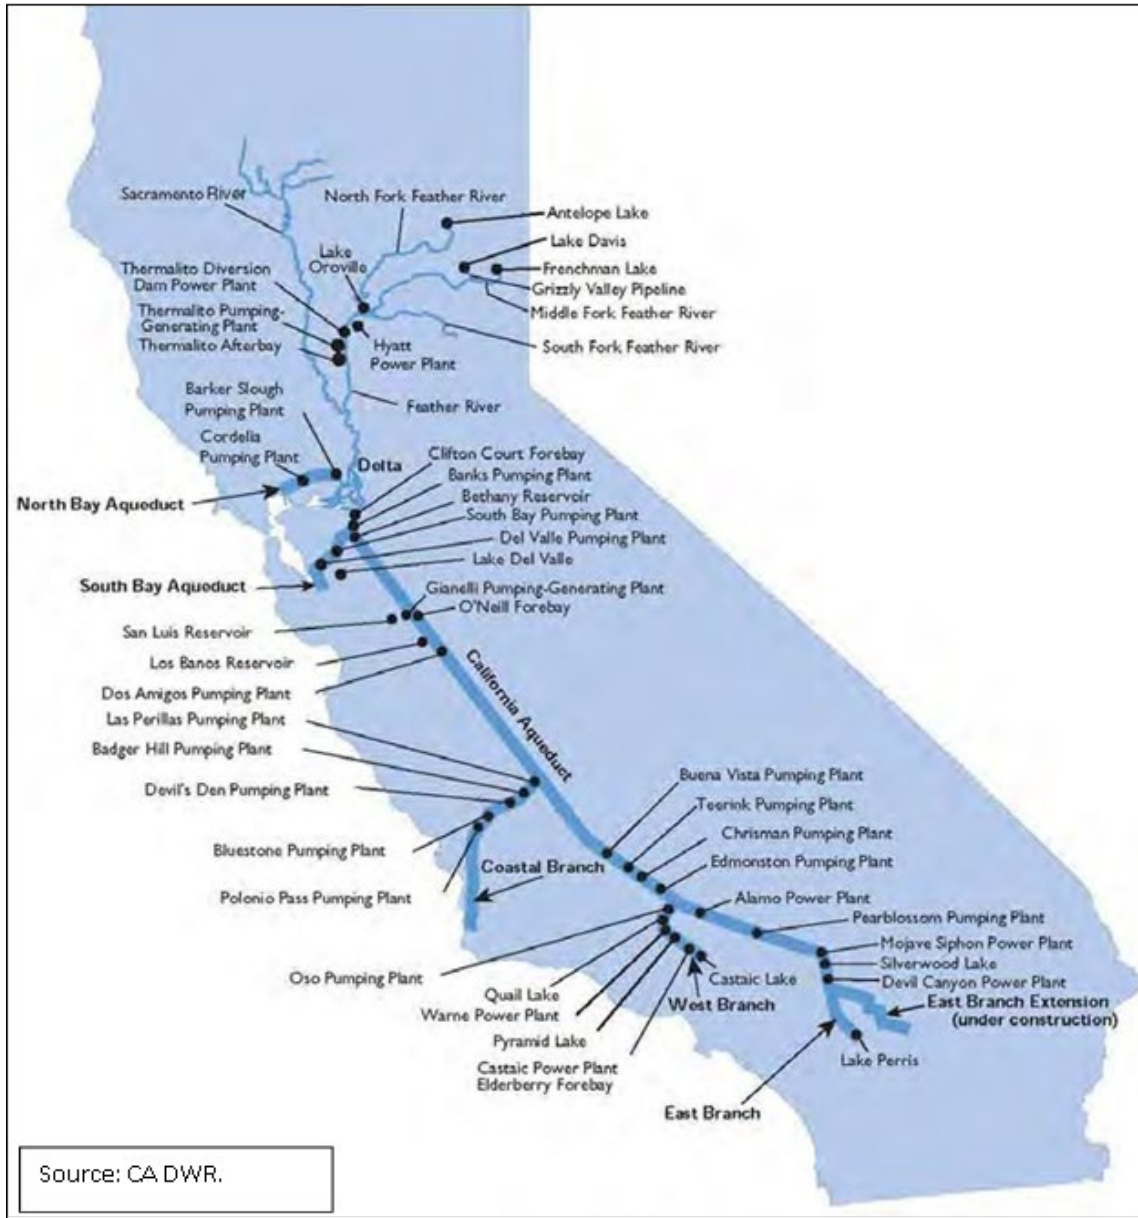 Sacramento River
North Fork Feather River
Antelope Lake
Lake Davis
Lake
Oroville
Thermalito Diversion
Dam Power Plant
Frenchman Lake
Grizzly Valley Pipeline
Thermalito Pumping-
Generating Plant
Middle Fork Feather River
Thermalito Afterbay
Hyatt
Power Plant
South Fork Feather River
Barker Slough
Pumping Plant
Feather River
Cordelia
Pumping Plant
Delta
Clifton Court Forebay
Banks Pumping Plant
Bethany Reservoir
North Bay Aqueduct
South Bay Pumping Plant
Del Valle Pumping Plant
Lake Del Valle
South Bay Aqueduct
Gianelli Pumping-Generating Plant
O'Neill Forebay
San Luis Reservoir
Los Banos Reservoir
Dos Amigos Pumping Plant
California Aqueduct
Las Perillas Pumping Plant
Badger Hill Pumping Plant
Devil's Den Pumping Plant
Buena Vista Pumping Plant
Teerink Pumping Plant
Chrisman Pumping Plant
Bluestone Pumping Plant
Edmonston Pumping Plant
Coastal Branch
Polonio Pass Pumping Plant
Alamo Power Plant
Pearblossom Pumping Plant
Mojave Siphon Power Plant
Silverwood Lake
Oso Pumping Plant
Castaic Lake
Devil Canyon Power Plant
Quail Lake
West Branch
East Branch Extension
(under construction)
Warne Power Plant
Pyramid Lake
Lake Perris
Castaic Power Plant
Elderberry Forebay
East Branch
Source: CA DWR.